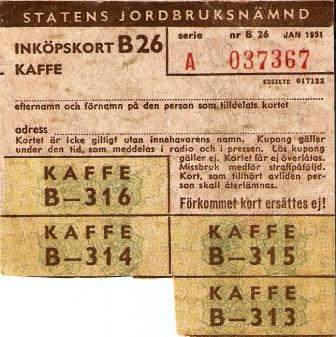 STATENS JORDBRUKSNÄMND
INKÖPSKORT B26
KAFFE
serie nr B 26 JAN 1951
A 037367
ESSELTE 017123
efternamn och förnamn på den person som tilldelats kortet
adress
Kortet är icke giltigt utan innehavarens namn. Kupong gäller
under den tid, som meddelas i radio och i pressen. Lös kupong
gäller ej. Kortet får ej överlåtas.
Missbruk medför straffpåföljd.
Kort, som tillhört avliden person
skall återlämnas.
Förkommet kort ersättes ej!
KAFFE
B-316
KAFFE
B-314
KAFFE
B-315
KAFFE
B-313